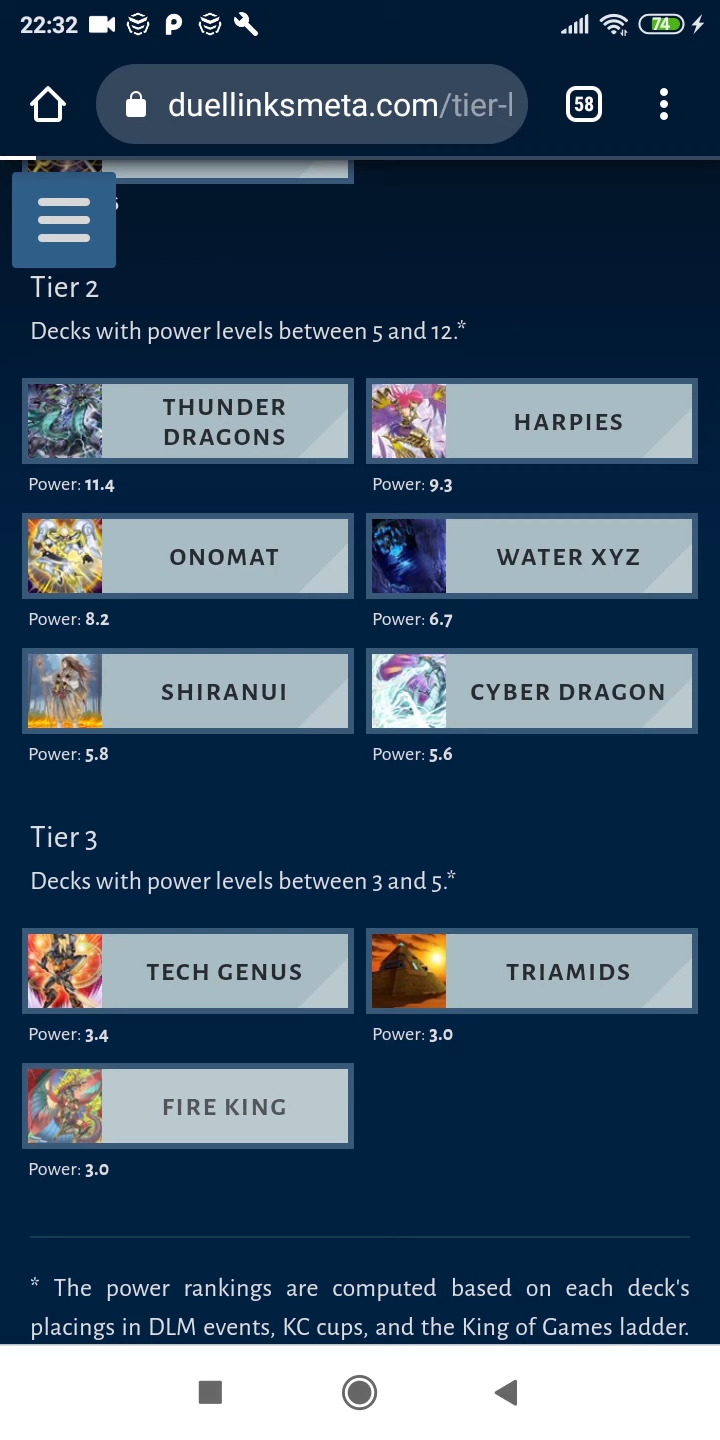 22:32
74
duellinksmeta.com/tier-l
58
Tier 2
Decks with power levels between 5 and 12.*
THUNDER
DRAGONS
HARPIES
Power: 11.4
Power: 9.3
ONOMAT
WATER XYZ
Power: 8.2
Power: 6.7
SHIRANUI
CYBER DRAGON
Power: 5.8
Power: 5.6
Tier 3
Decks with power levels between 3 and 5.*
TECH GENUS
TRIAMIDS
Power: 3.4
Power: 3.0
FIRE KING
Power: 3.0
* The power rankings are computed based on each deck's
placings in DLM events, KC cups, and the King of Games ladder.